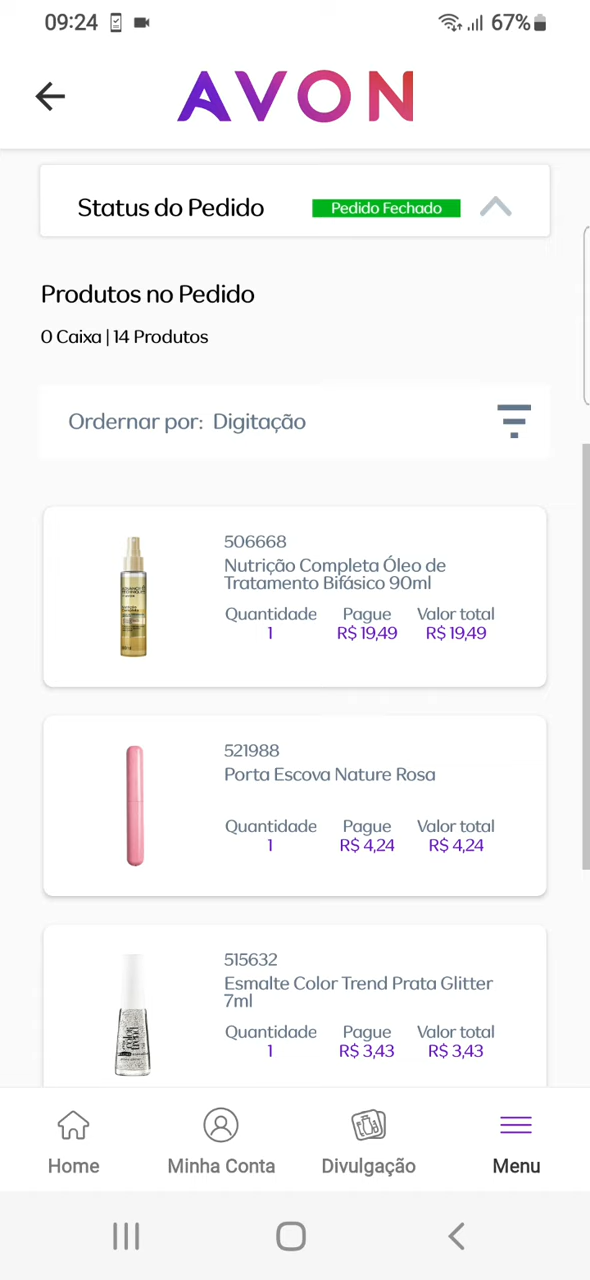 09:24
67%
AVON
Status do Pedido
Pedido Fechado
Produtos no Pedido
0 Caixa | 14 Produtos
Ordernar por: Digitação
506668
Nutrição Completa Óleo de
Tratamento Bifásico 90ml
Quantidade Pague Valor total
1 R$ 19,49 R$ 19,49
521988
Porta Escova Nature Rosa
Quantidade Pague Valor total
1 R$ 4,24 R$ 4,24
515632
Esmalte Color Trend Prata Glitter
7ml
Quantidade Pague Valor total
1 R$ 3,43 R$ 3,43
color trend
Home Minha Conta Divulgação Menu